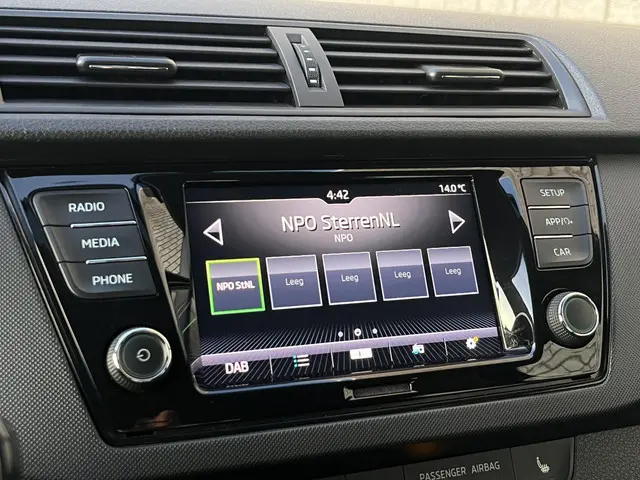 4:42
14.0°C
RADIO
MEDIA
PHONE
NPO SterrenNL
NPO
NPO StNL
Leeg
Leeg
Leeg
Leeg
DAB
SETUP
APP/
CAR
PASSENGER AIRBAG